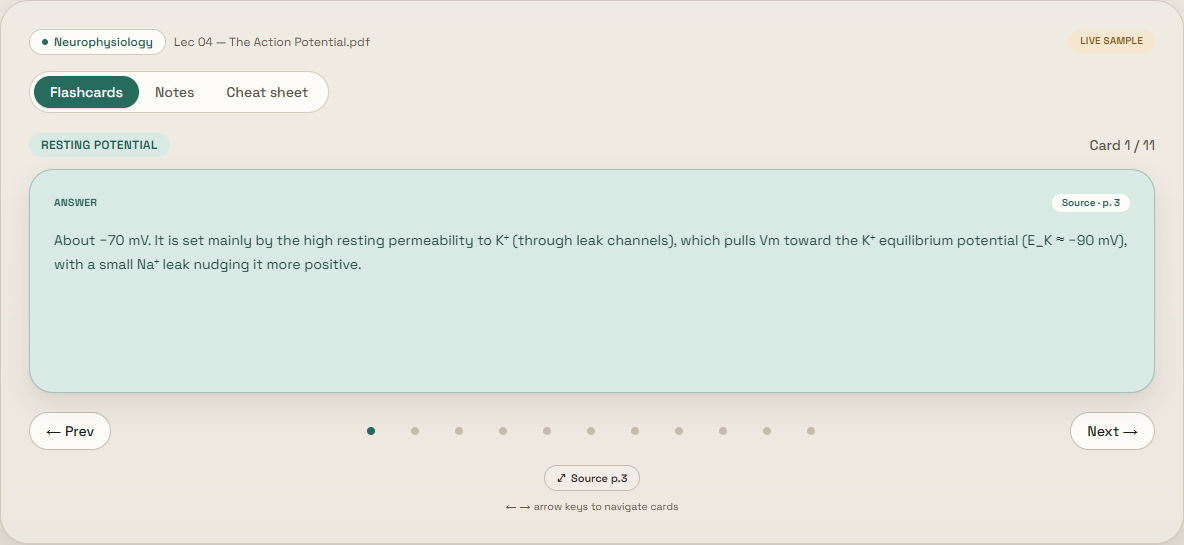 Neurophysiology Lec 04 — The Action Potential.pdf LIVE SAMPLE
Flashcards Notes Cheat sheet
RESTING POTENTIAL Card 1 / 11
ANSWER Source · p. 3
About −70 mV. It is set mainly by the high resting permeability to K⁺ (through leak channels), which pulls Vm toward the K⁺ equilibrium potential (E_K ≈ −90 mV),
with a small Na⁺ leak nudging it more positive.
← Prev Next →
⤢ Source p.3
← → arrow keys to navigate cards